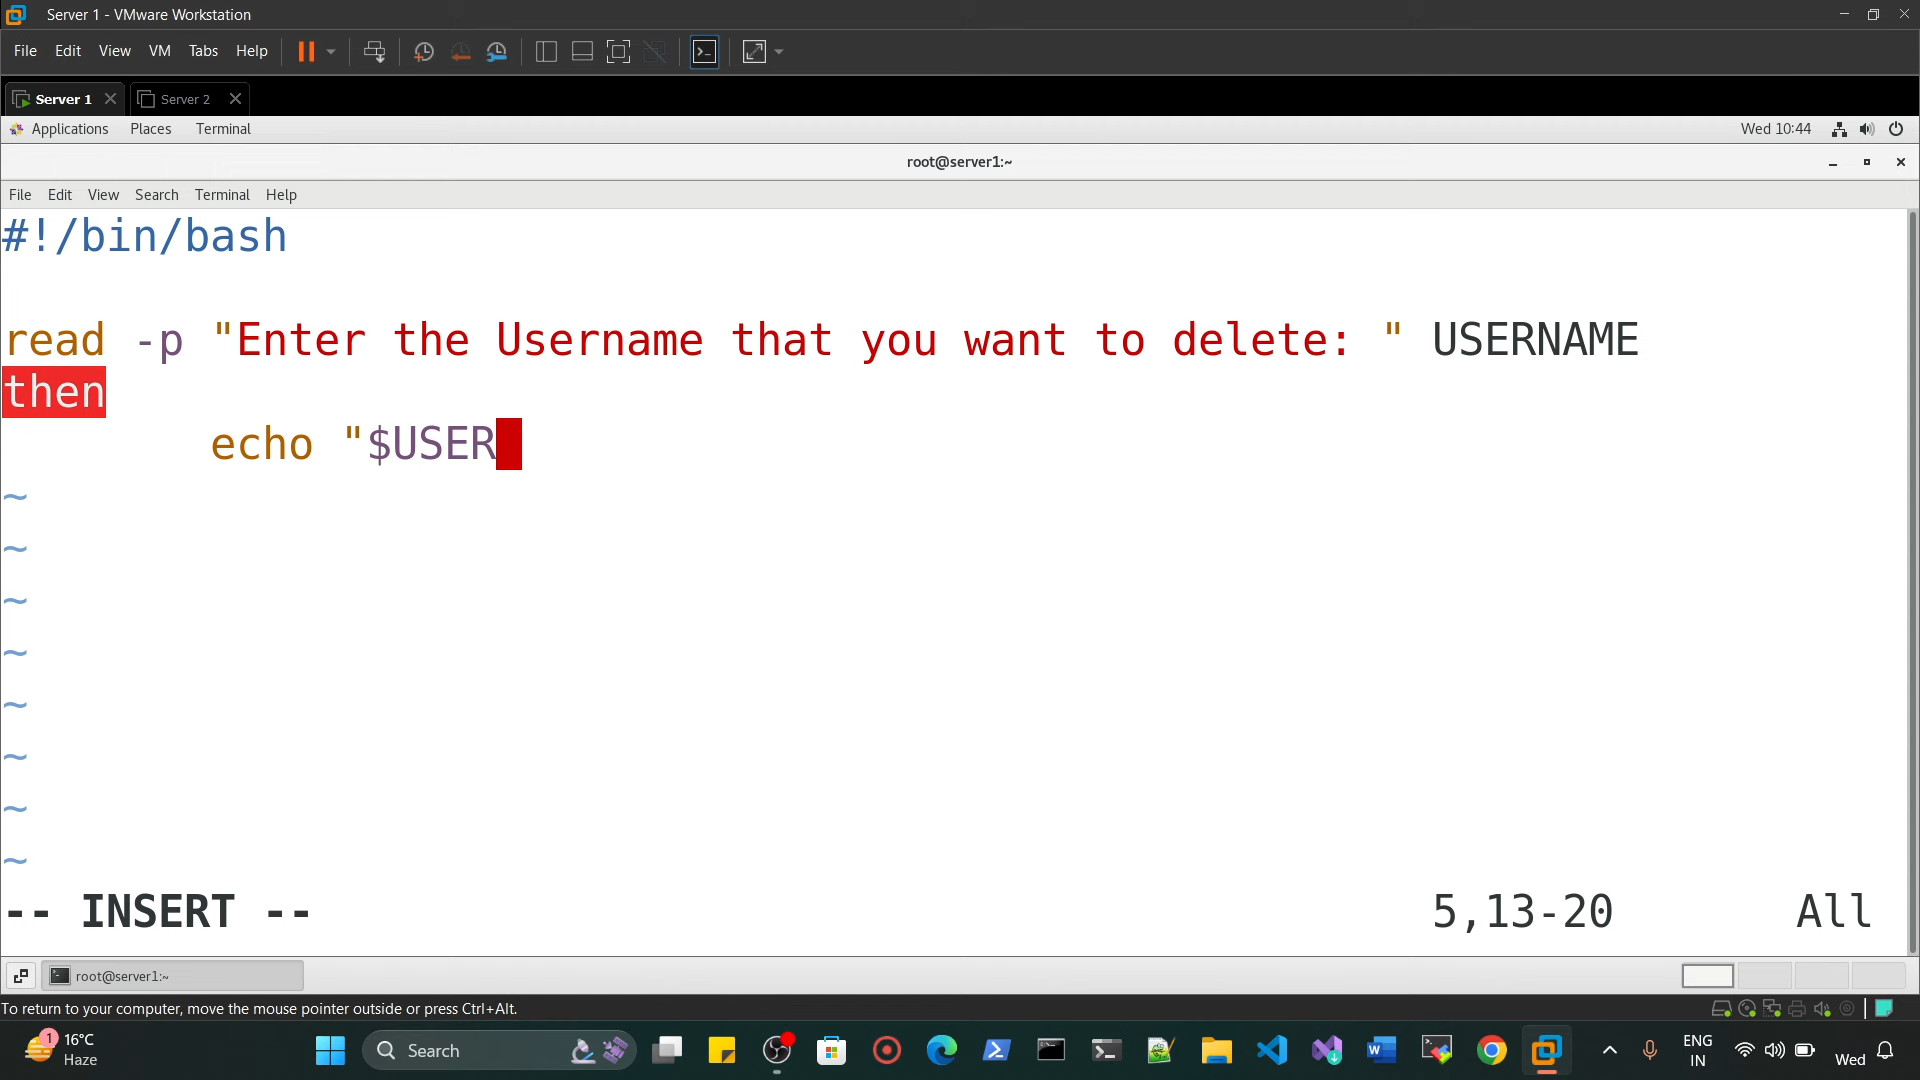 Server 1 - VMware Workstation
File Edit View VM Tabs Help
Server 1 Server 2
Applications Places Terminal Wed 10:44
root@server1:~
File Edit View Search Terminal Help
#!/bin/bash
read -p "Enter the Username that you want to delete: " USERNAME
then
echo "$USER
~
~
~
~
~
~
~
~
-- INSERT -- 5,13-20 All
root@server1:~
To return to your computer, move the mouse pointer outside or press Ctrl+Alt.
1 16°C
Haze
Search
ENG
IN
Wed